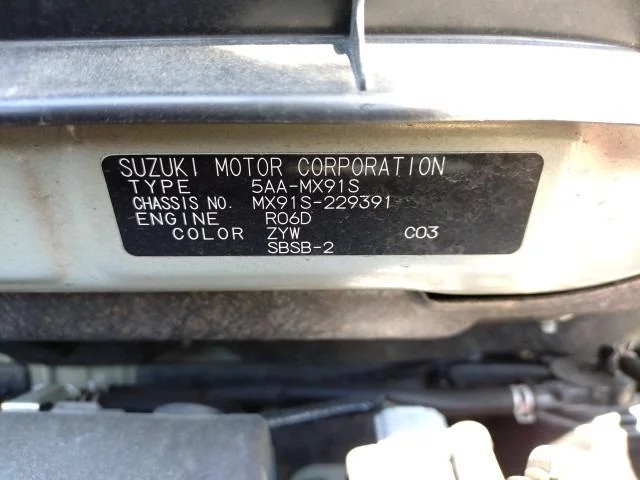 SUZUKI MOTOR CORPORATION
TYPE 5AA-MX91S
CHASSIS NO. MX91S-229391
ENGINE R06D
COLOR ZYW C03
SBSB-2